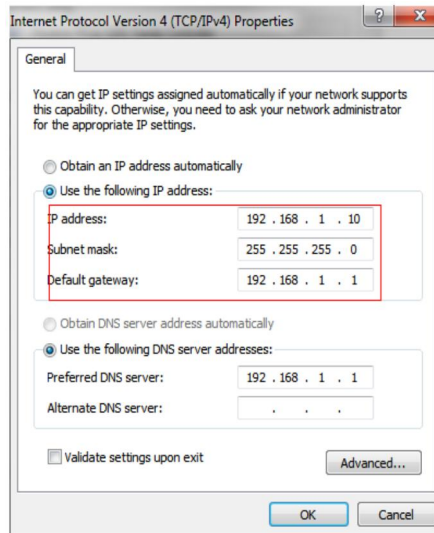 Internet Protocol Version 4 (TCP/IPv4) Properties
?
General
You can get IP settings assigned automatically if your network supports
this capability. Otherwise, you need to ask your network administrator
for the appropriate IP settings.
Obtain an IP address automatically
Use the following IP address:
IP address: 192 . 168 . 1 . 10
Subnet mask: 255 . 255 . 255 . 0
Default gateway: 192 . 168 . 1 . 1
Obtain DNS server address automatically
Use the following DNS server addresses:
Preferred DNS server: 192 . 168 . 1 . 1
Alternate DNS server: . . .
Validate settings upon exit
Advanced...
OK Cancel